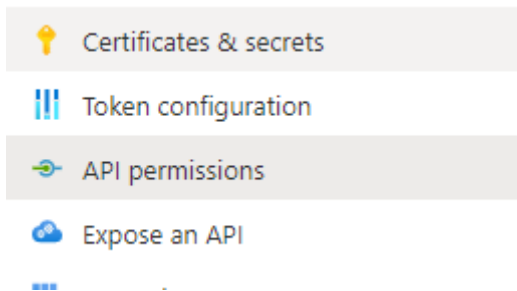 Certificates & secrets
Token configuration
API permissions
Expose an API